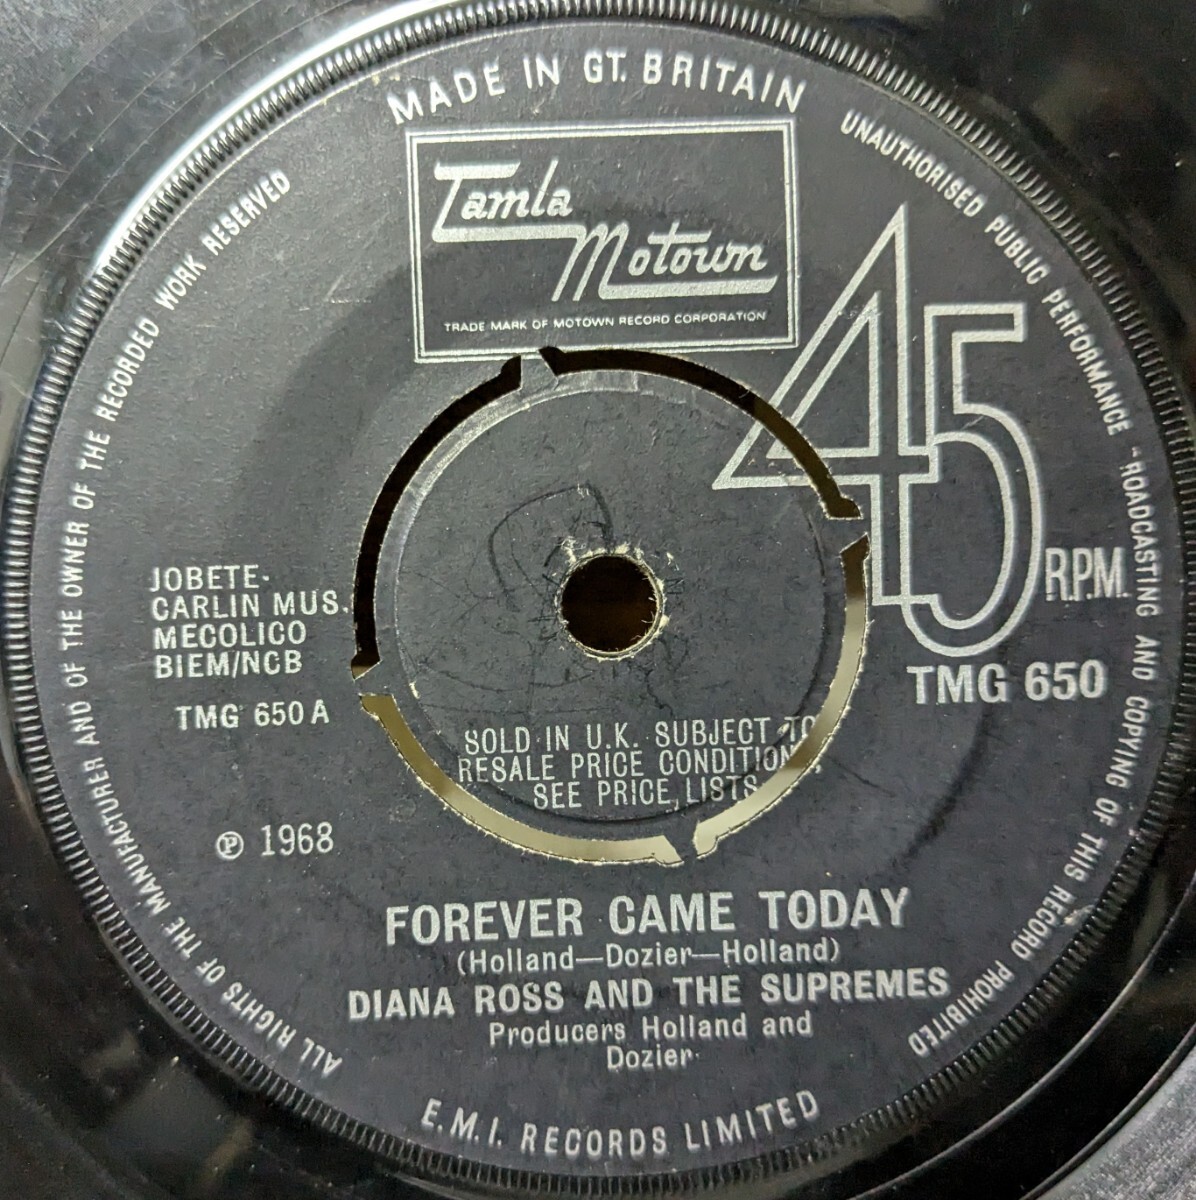 MADE IN GT. BRITAIN
Tamla
Motown
TRADE MARK OF MOTOWN RECORD CORPORATION
45
R.P.M.
TMG 650
JOBETE-
CARLIN MUS.
MECOLICO
BIEM/NCB
TMG 650 A
SOLD IN U.K. SUBJECT TO
RESALE PRICE CONDITIONS,
SEE PRICE LISTS
℗ 1968
FOREVER CAME TODAY
(Holland—Dozier—Holland)
DIANA ROSS AND THE SUPREMES
Producers Holland and
Dozier
E.M.I. RECORDS LIMITED
ALL RIGHTS OF THE MANUFACTURER AND OF THE OWNER OF THE RECORDED WORK RESERVED
UNAUTHORISED PUBLIC PERFORMANCE BROADCASTING AND COPYING OF THIS RECORD PROHIBITED